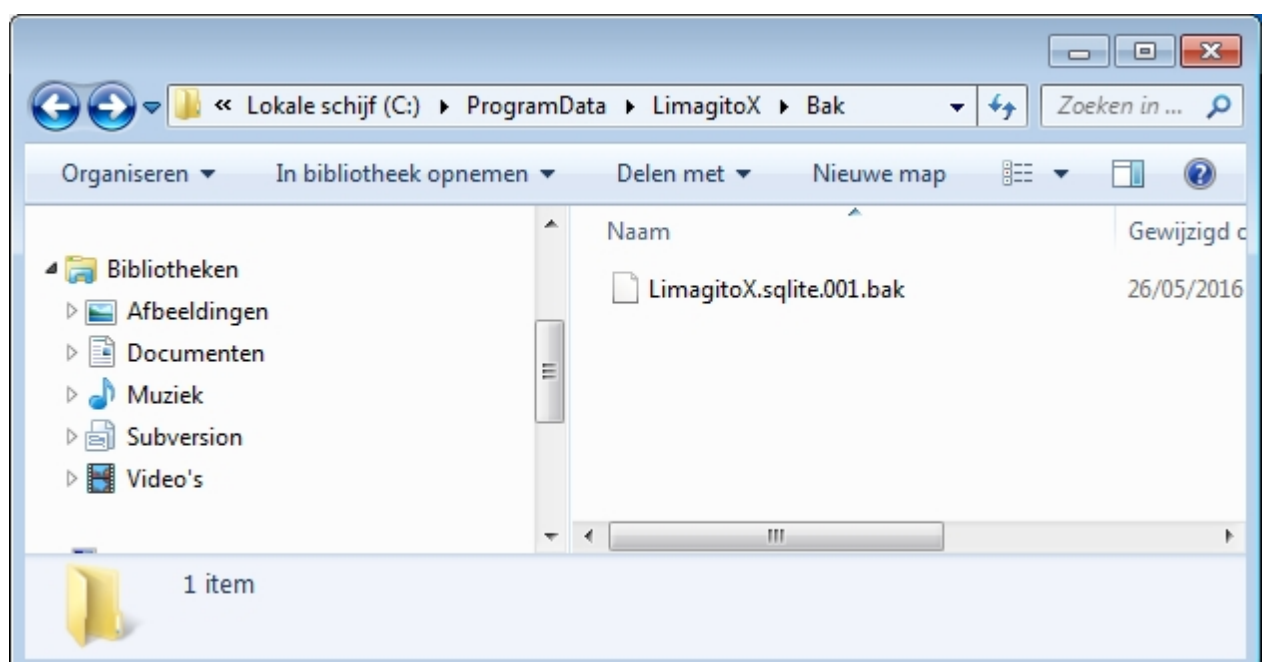 « Lokale schijf (C:) ▸ ProgramData ▸ LimagitoX ▸ Bak
Zoeken in ...
Organiseren
In bibliotheek opnemen
Delen met
Nieuwe map
Naam
Gewijzigd
Bibliotheken
Afbeeldingen
Documenten
Muziek
Subversion
Video's
LimagitoX.sqlite.001.bak
26/05/2016
1 item